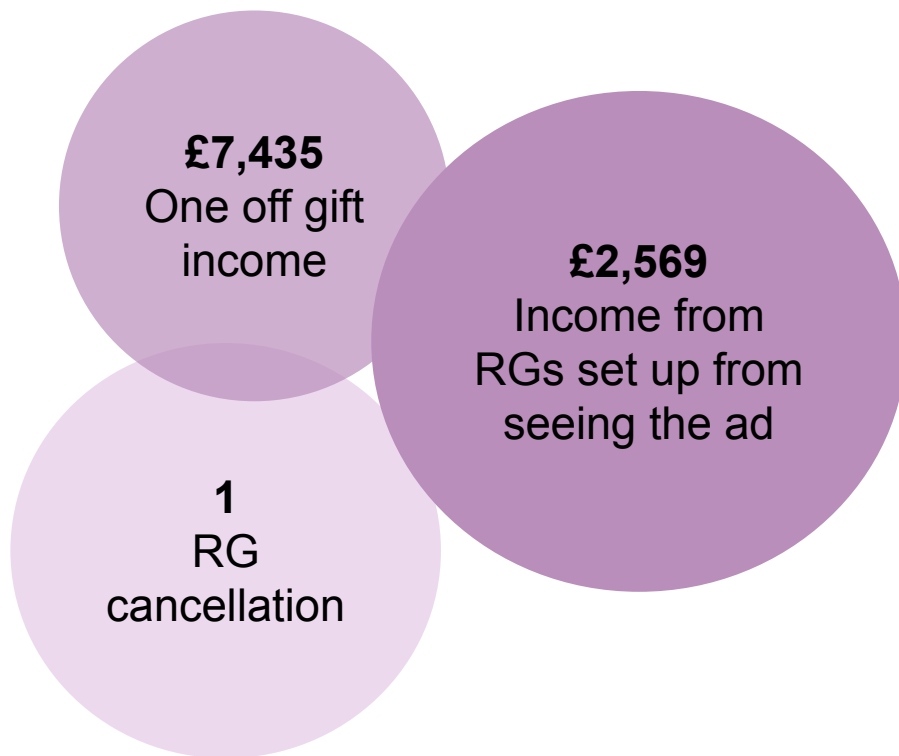 £7,435
One off gift
income
£2,569
Income from
RGs set up from
seeing the ad
1
RG
cancellation